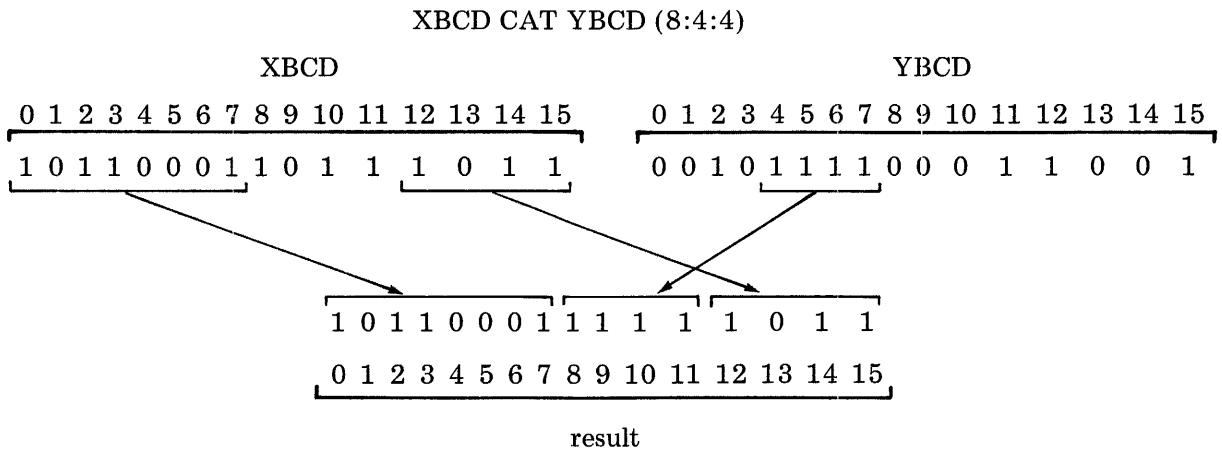 XBCD CAT YBCD (8:4:4)
XBCD YBCD
0 1 2 3 4 5 6 7 8 9 10 11 12 13 14 15 0 1 2 3 4 5 6 7 8 9 10 11 12 13 14 15
1 0 1 1 0 0 0 1 1 0 1 1 1 0 1 1 0 0 1 0 1 1 1 1 0 0 0 1 1 0 0 1
1 0 1 1 0 0 0 1 1 1 1 1 1 0 1 1
0 1 2 3 4 5 6 7 8 9 10 11 12 13 14 15
result